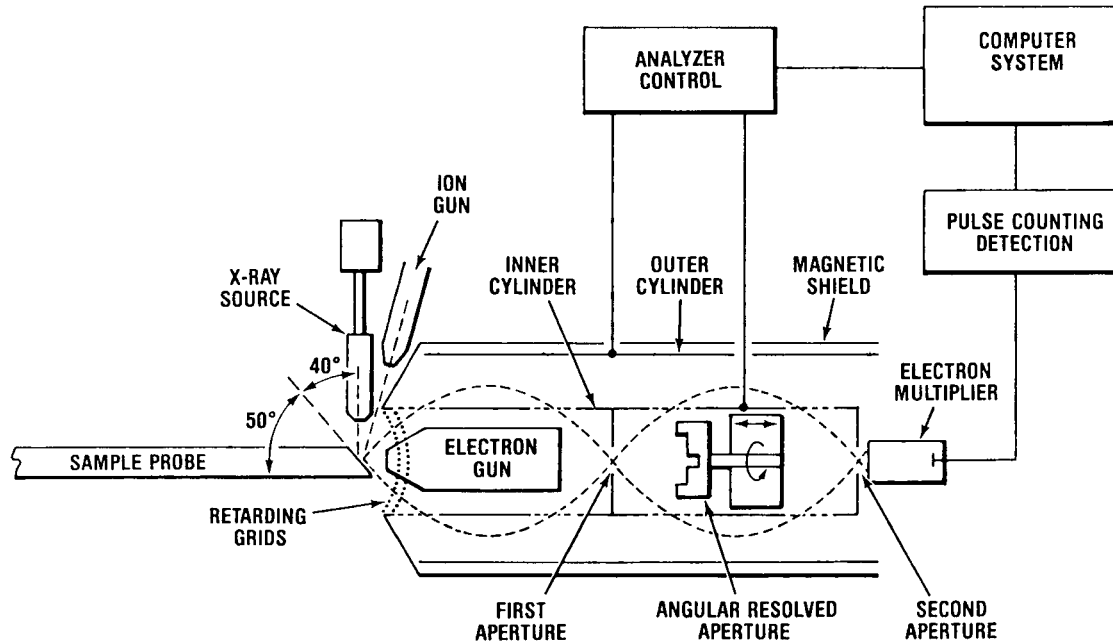 ANALYZER
CONTROL
COMPUTER
SYSTEM
ION
GUN
PULSE COUNTING
DETECTION
X-RAY
SOURCE
INNER
CYLINDER
OUTER
CYLINDER
MAGNETIC
SHIELD
ELECTRON
MULTIPLIER
40°
50°
SAMPLE PROBE
ELECTRON
GUN
RETARDING
GRIDS
FIRST
APERTURE
ANGULAR RESOLVED
APERTURE
SECOND
APERTURE